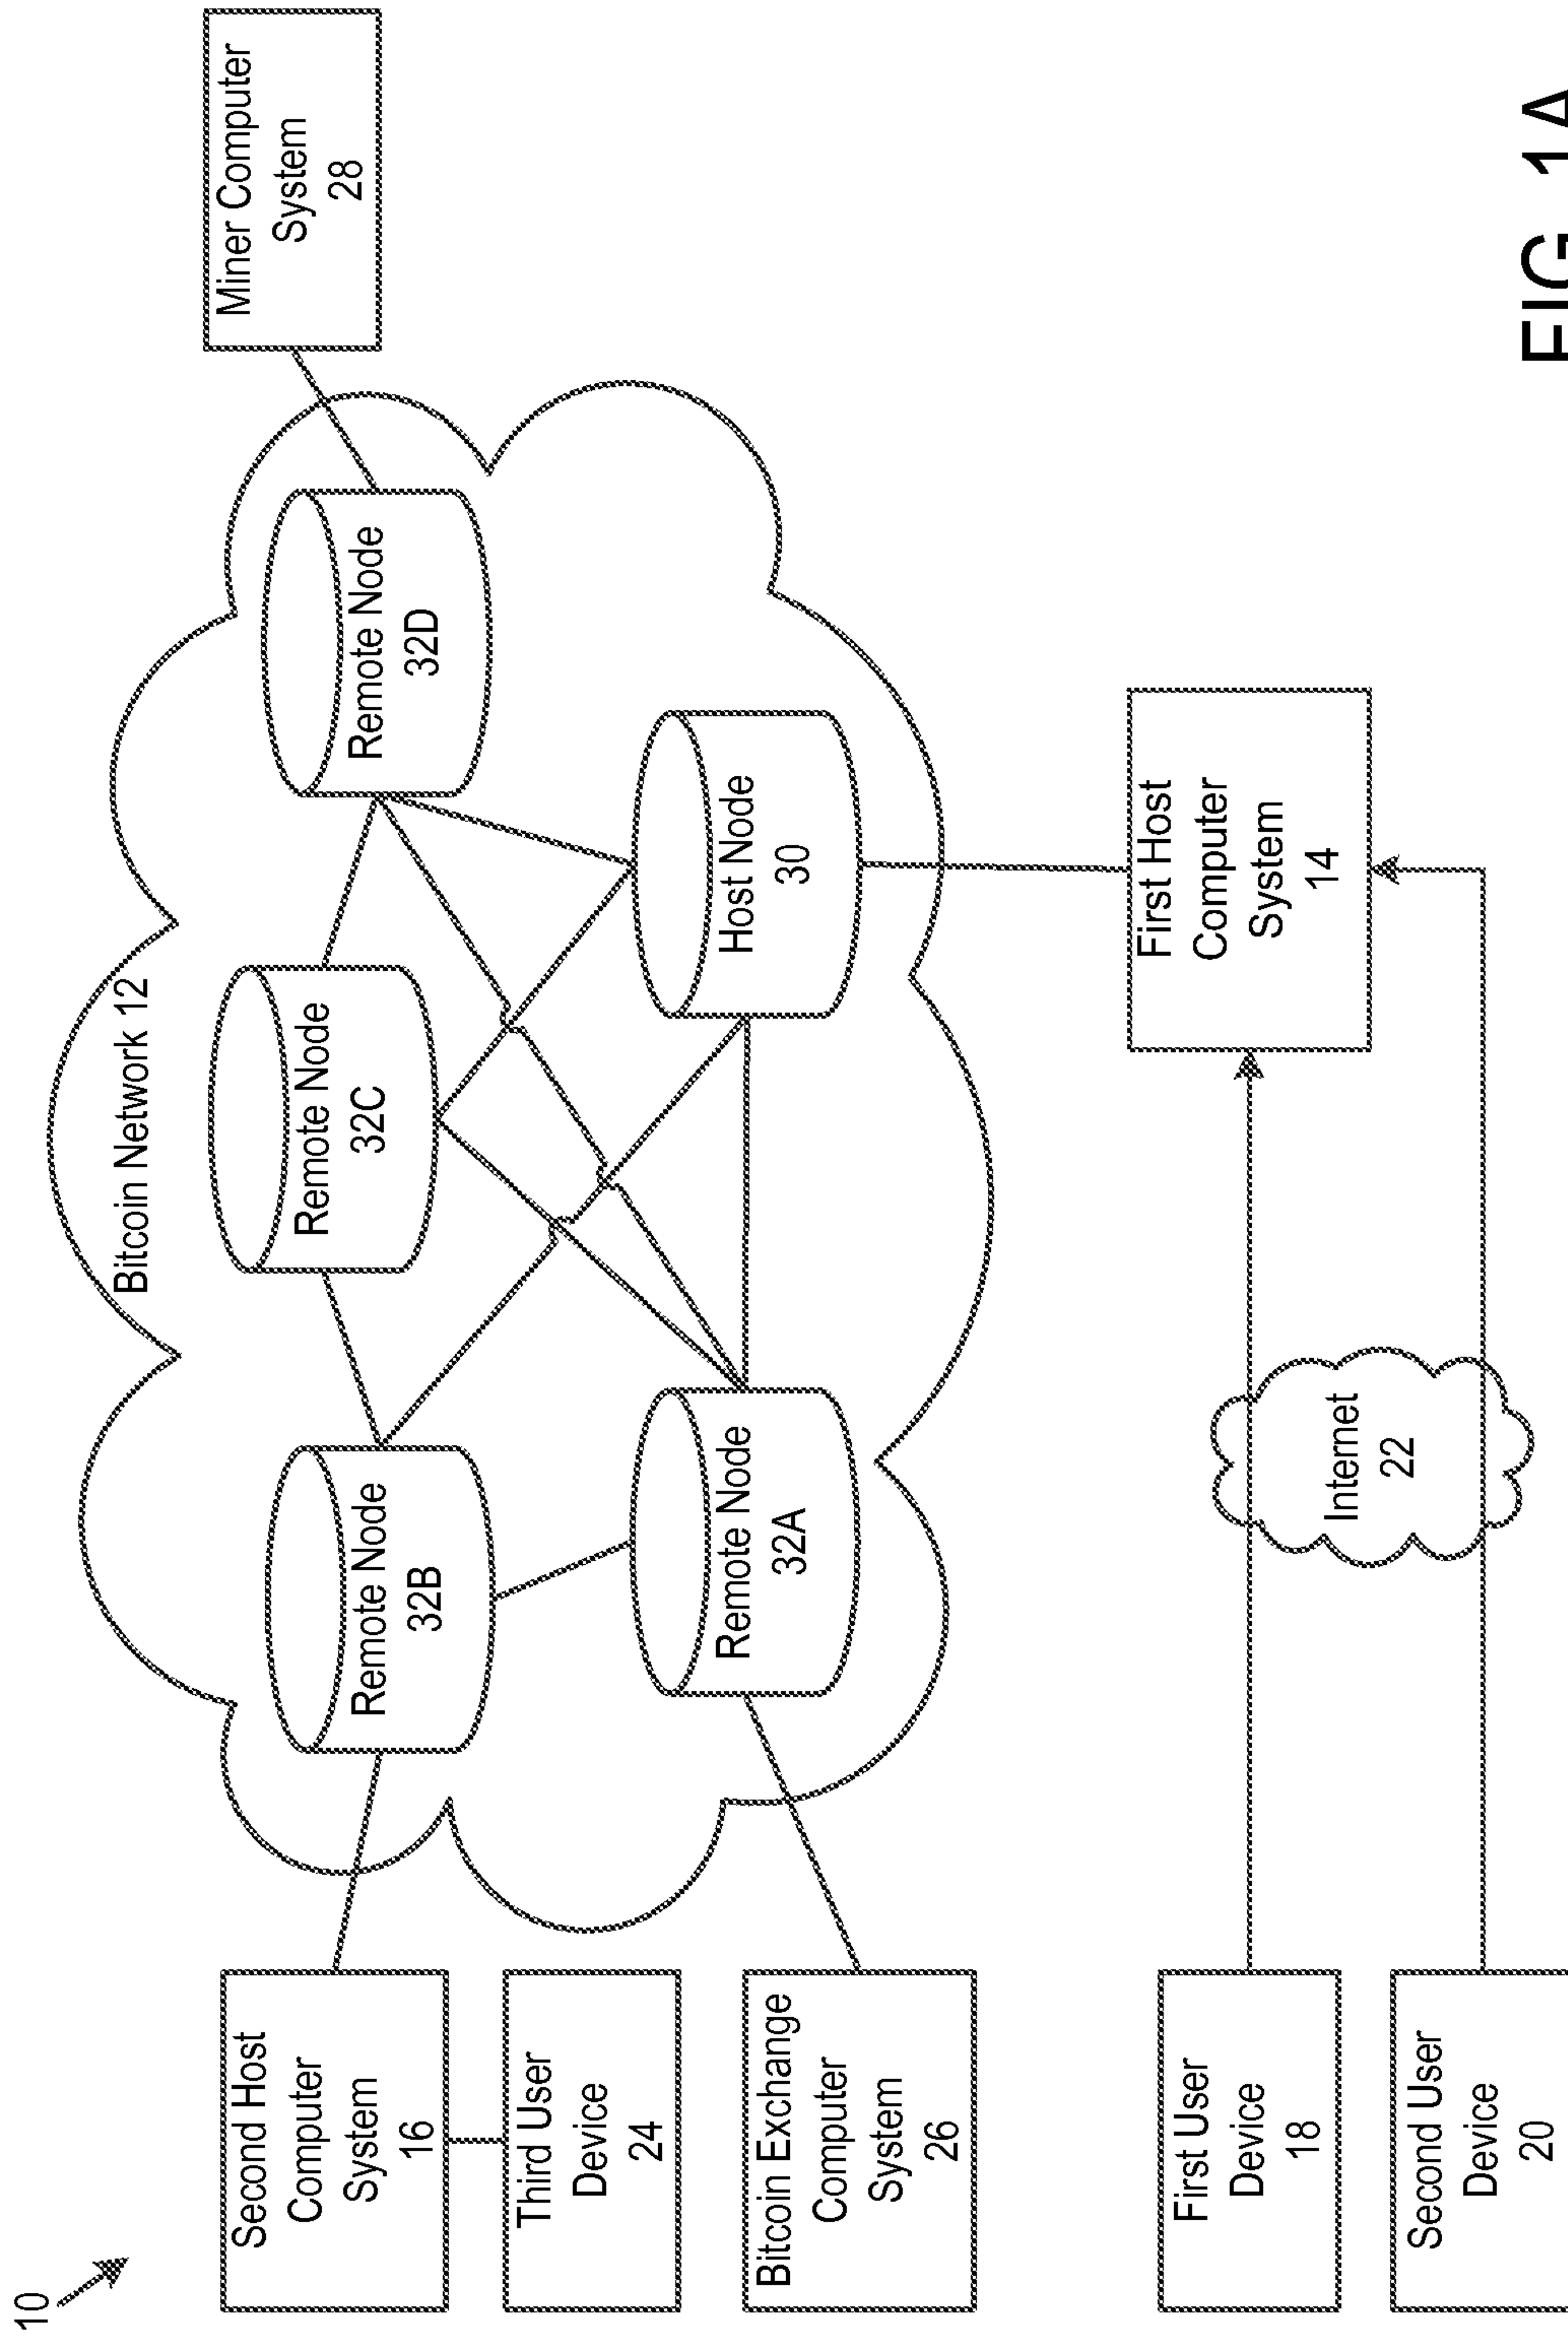 10
Bitcoin Network 12
Second Host
Computer
System
16
Third User
Device
24
Bitcoin Exchange
Computer
System
26
Remote Node
32B
Remote Node
32C
Remote Node
32D
Remote Node
32A
Host Node
30
Miner Computer
System
28
First User
Device
18
Second User
Device
20
Internet
22
First Host
Computer
System
14
FIG. 1A